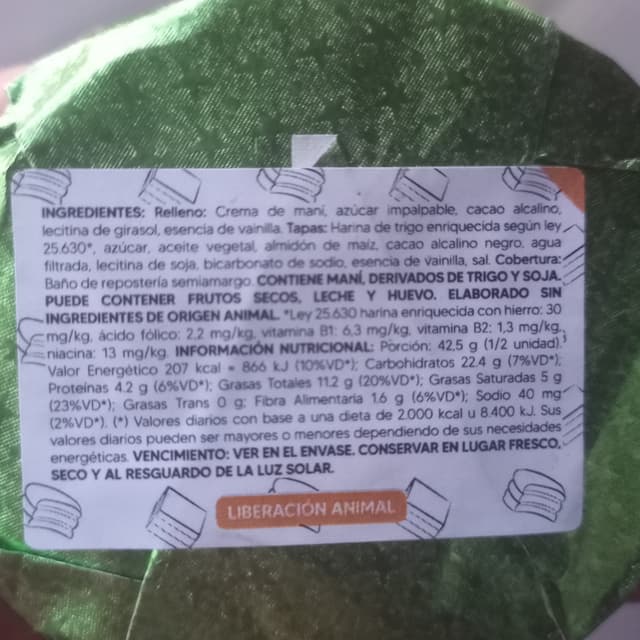 INGREDIENTES: Relleno: Crema de maní, azúcar impalpable, cacao alcalino,
lecitina de girasol, esencia de vainilla. Tapas: Harina de trigo enriquecida según ley
25.630*, azúcar, aceite vegetal, almidón de maíz, cacao alcalino negro, agua
filtrada, lecitina de soja, bicarbonato de sodio, esencia de vainilla, sal. Cobertura:
Baño de repostería semiamargo. CONTIENE MANÍ, DERIVADOS DE TRIGO Y SOJA.
PUEDE CONTENER FRUTOS SECOS, LECHE Y HUEVO. ELABORADO SIN
INGREDIENTES DE ORIGEN ANIMAL. *Ley 25.630 harina enriquecida con hierro: 30
mg/kg, ácido fólico: 2,2 mg/kg, vitamina B1: 6,3 mg/kg, vitamina B2: 1,3 mg/kg,
niacina: 13 mg/kg. INFORMACIÓN NUTRICIONAL: Porción: 42,5 g (1/2 unidad).
Valor Energético 207 kcal = 866 kJ (10%VD*); Carbohidratos 22.4 g (7%VD*);
Proteínas 4.2 g (6%VD*); Grasas Totales 11.2 g (20%VD*); Grasas Saturadas 5 g
(23%VD*); Grasas Trans 0 g; Fibra Alimentaria 1.6 g (6%VD*); Sodio 40 mg
(2%VD*). (*) Valores diarios con base a una dieta de 2.000 kcal u 8.400 kJ. Sus
valores diarios pueden ser mayores o menores dependiendo de sus necesidades
energéticas. VENCIMIENTO: VER EN EL ENVASE. CONSERVAR EN LUGAR FRESCO,
SECO Y AL RESGUARDO DE LA LUZ SOLAR.
LIBERACIÓN ANIMAL